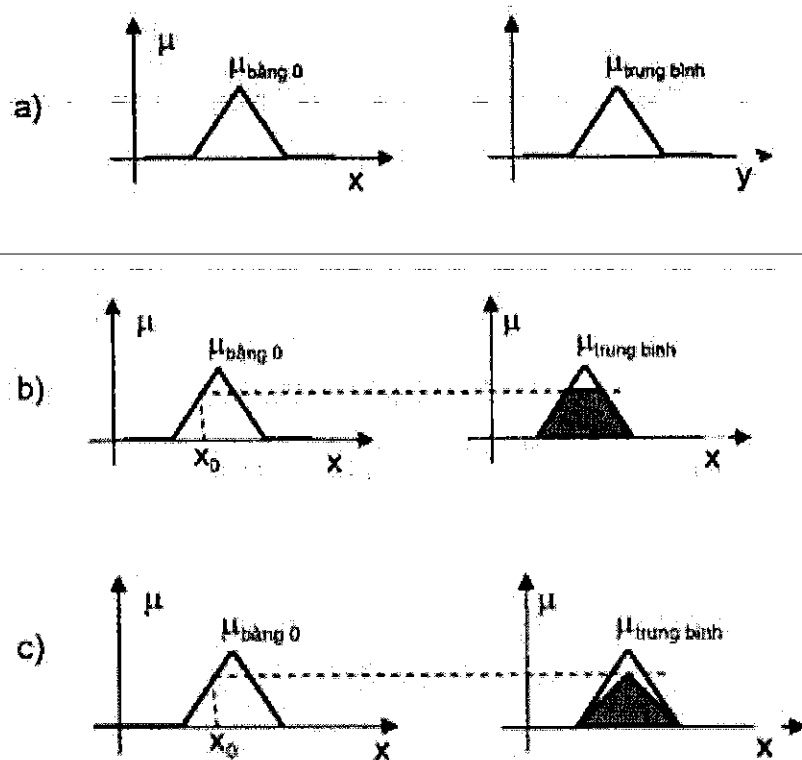 μ
μbằng 0
μtrung bình
a)
x
y
μ
μbằng 0
μ
μtrung bình
b)
x₀
x
x
μ
μbằng 0
μ
μtrung bình
c)
x₀
x
x